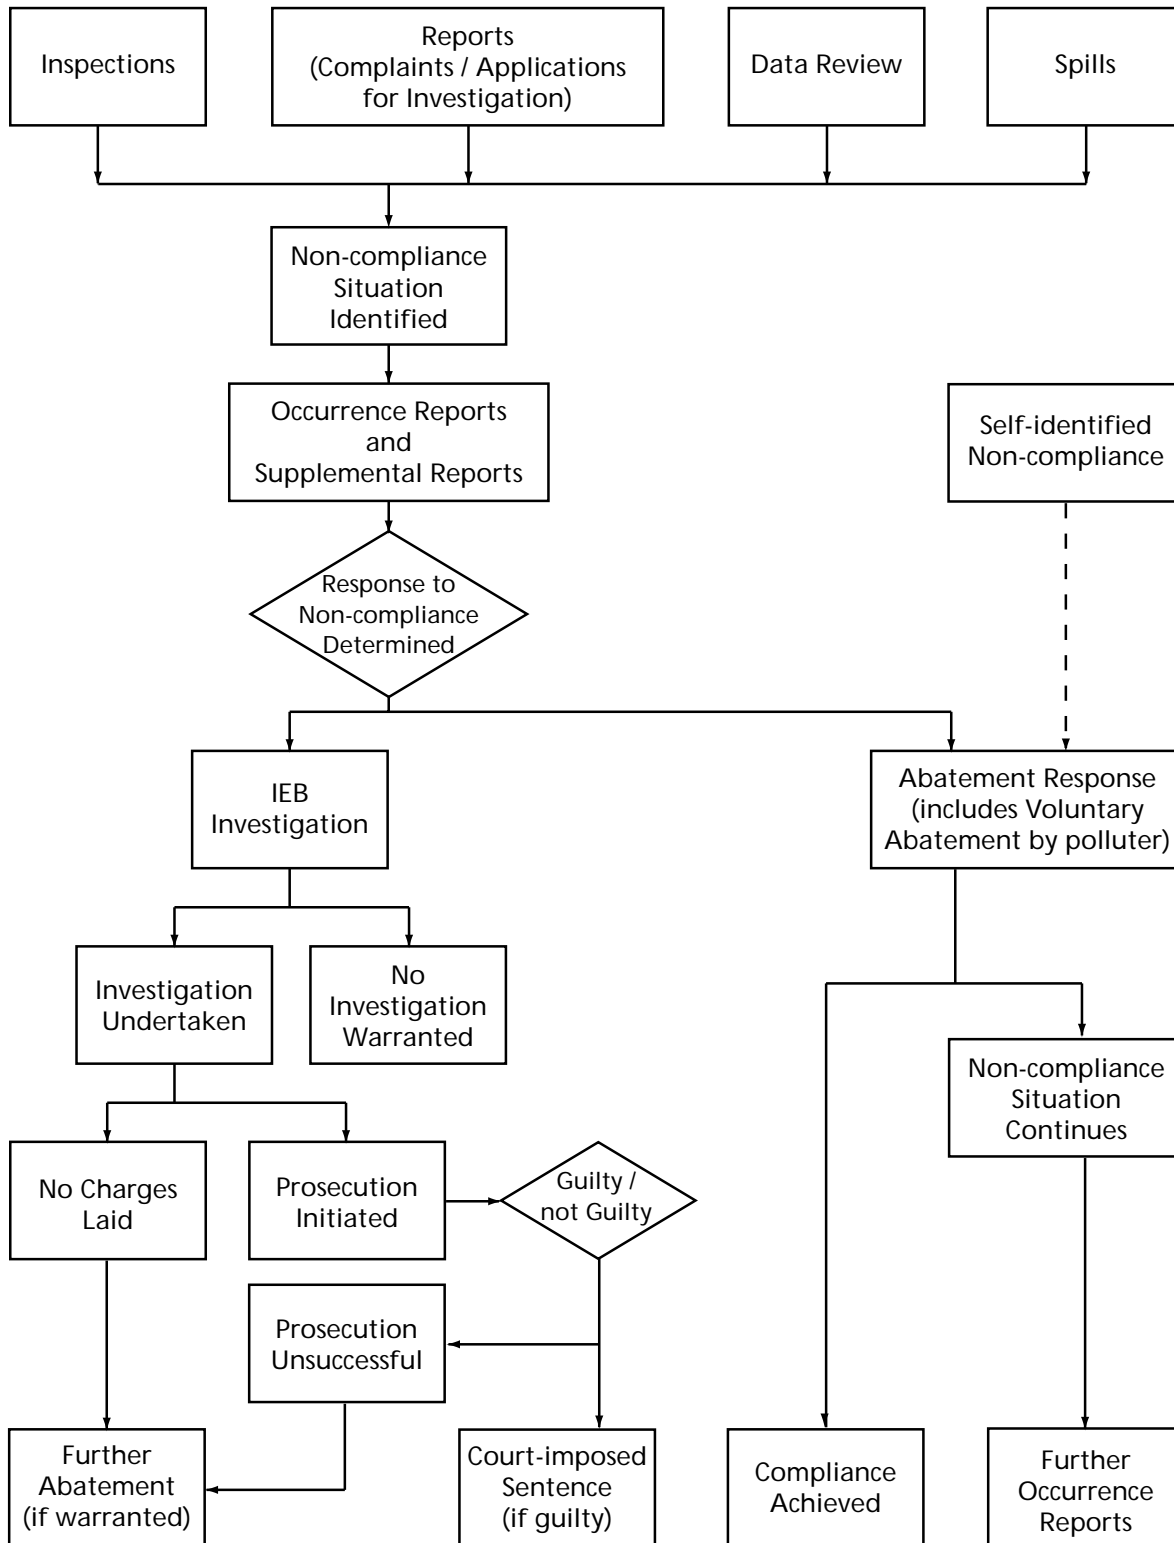 Inspections
Reports
(Complaints / Applications
for Investigation)
Data Review
Spills
Non-compliance
Situation
Identified
Occurrence Reports
and
Supplemental Reports
Self-identified
Non-compliance
Response to
Non-compliance
Determined
IEB
Investigation
Abatement Response
(includes Voluntary
Abatement by polluter)
Investigation
Undertaken
No
Investigation
Warranted
Non-compliance
Situation
Continues
No Charges
Laid
Prosecution
Initiated
Guilty /
not Guilty
Prosecution
Unsuccessful
Further
Abatement
(if warranted)
Court-imposed
Sentence
(if guilty)
Compliance
Achieved
Further
Occurrence
Reports